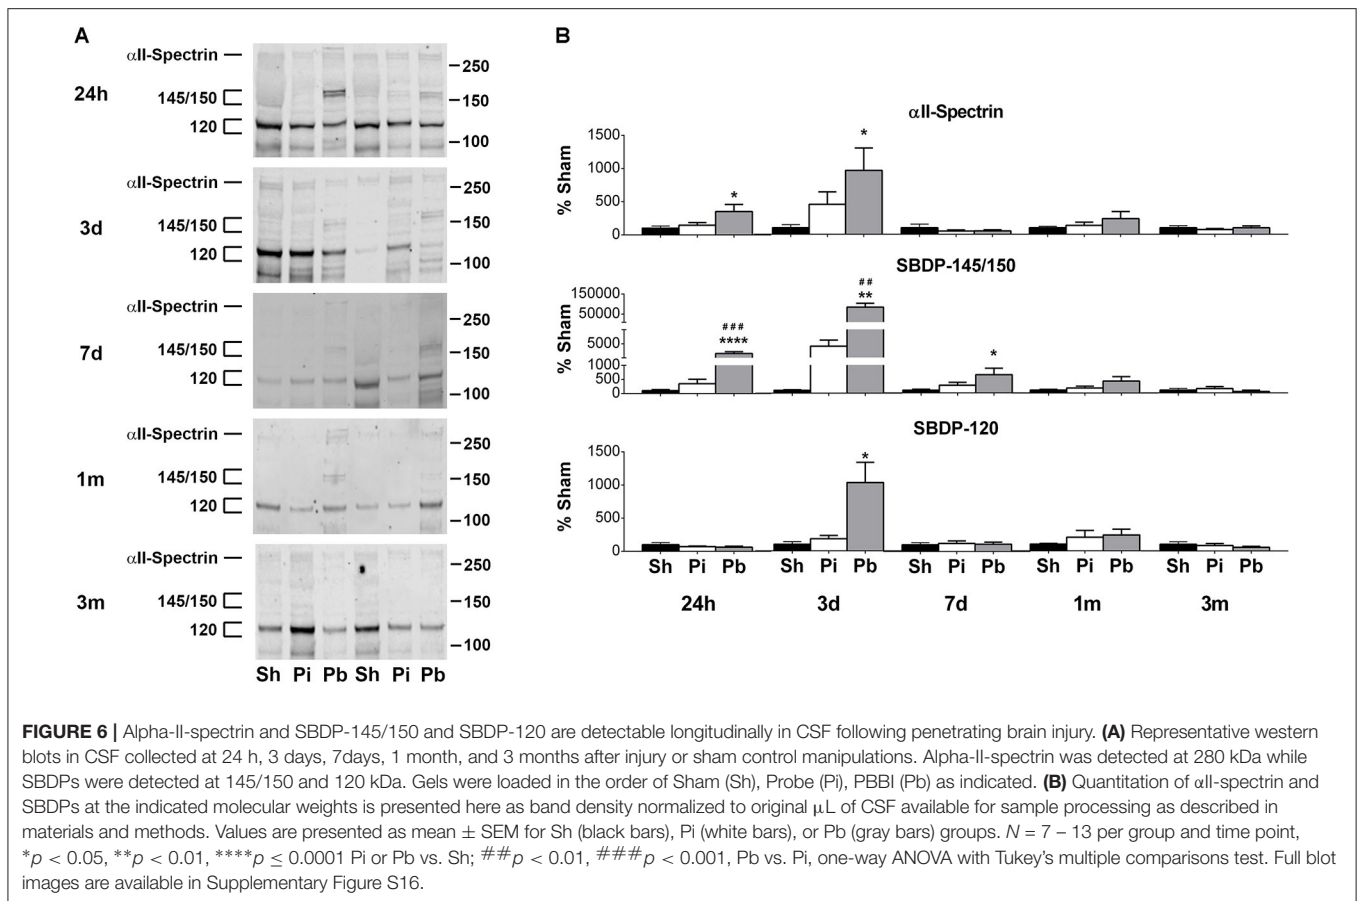 A
αII-Spectrin
24h
145/150
120
250
150
100
αII-Spectrin
3d
145/150
120
250
150
100
αII-Spectrin
7d
145/150
120
250
150
100
αII-Spectrin
1m
145/150
120
250
150
100
αII-Spectrin
3m
145/150
120
250
150
100
Sh Pi Pb Sh Pi Pb
B
αII-Spectrin
% Sham
1500
1000
500
0
*
*
SBDP-145/150
% Sham
150000
50000
5000
1000
500
0
###
****
##
**
*
SBDP-120
% Sham
1500
1000
500
0
*
Sh Pi Pb Sh Pi Pb Sh Pi Pb Sh Pi Pb Sh Pi Pb
24h 3d 7d 1m 3m
FIGURE 6 | Alpha-II-spectrin and SBDP-145/150 and SBDP-120 are detectable longitudinally in CSF following penetrating brain injury. (A) Representative western
blots in CSF collected at 24 h, 3 days, 7days, 1 month, and 3 months after injury or sham control manipulations. Alpha-II-spectrin was detected at 280 kDa while
SBDPs were detected at 145/150 and 120 kDa. Gels were loaded in the order of Sham (Sh), Probe (Pi), PBBI (Pb) as indicated. (B) Quantitation of αII-spectrin and
SBDPs at the indicated molecular weights is presented here as band density normalized to original μL of CSF available for sample processing as described in
materials and methods. Values are presented as mean ± SEM for Sh (black bars), Pi (white bars), or Pb (gray bars) groups. N = 7 – 13 per group and time point,
*p < 0.05, **p < 0.01, ****p ≤ 0.0001 Pi or Pb vs. Sh; ##p < 0.01, ###p < 0.001, Pb vs. Pi, one-way ANOVA with Tukey's multiple comparisons test. Full blot
images are available in Supplementary Figure S16.